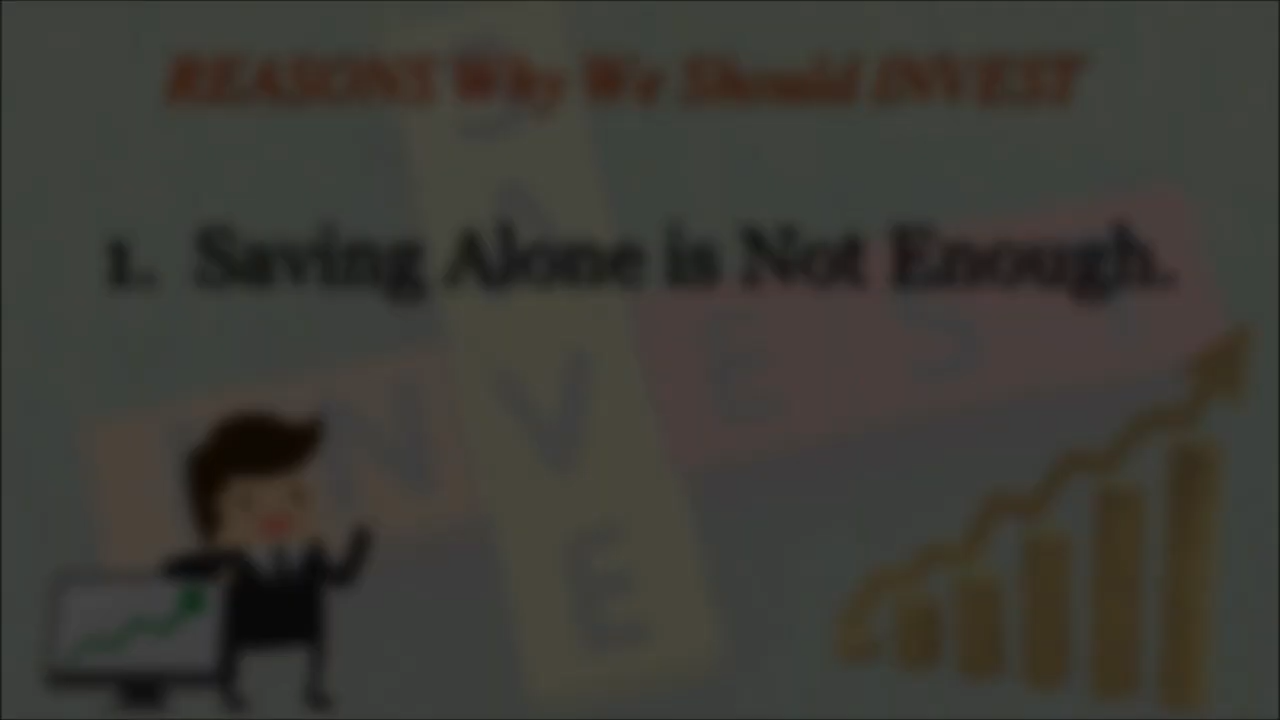 REASONS Why We Should INVEST
1. Saving Alone is Not Enough.
S
A
V
E
N V E S